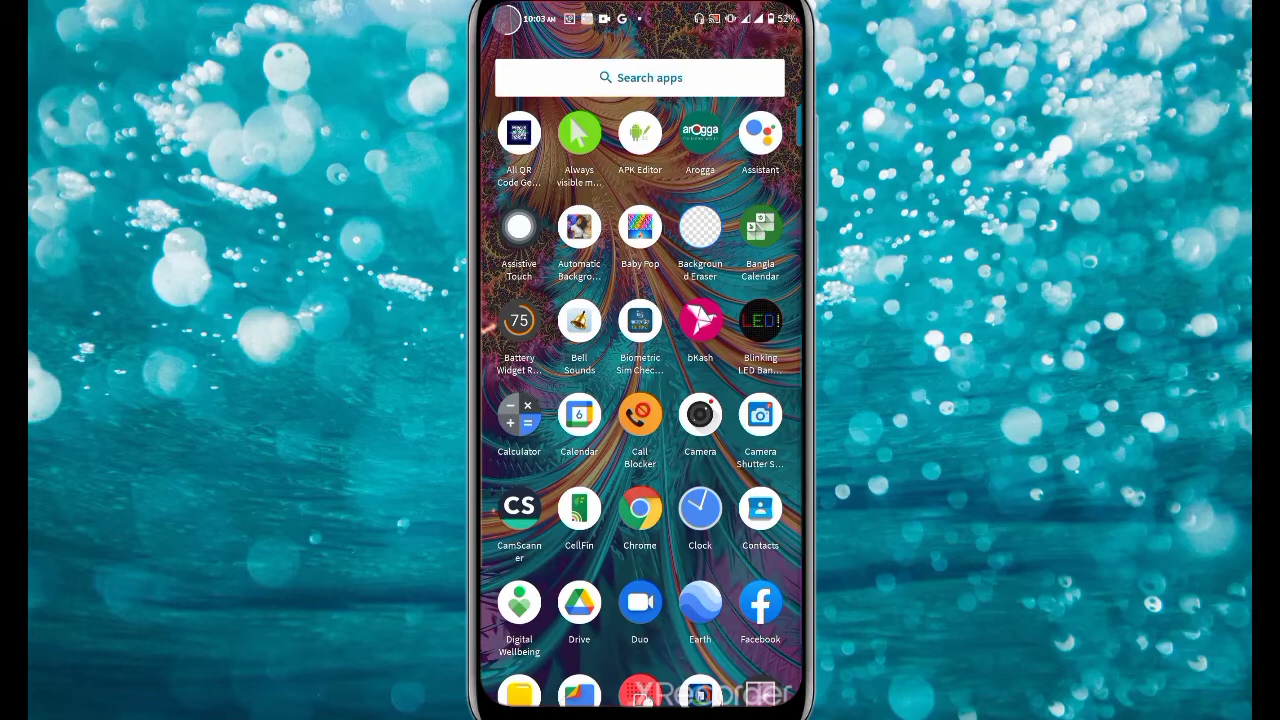 10:03 AM
52%
Search apps
arogga
All QR
Code Ge...
Always
visible m...
APK Editor
Arogga
Assistant
Assistive
Touch
Automatic
Backgro...
Baby Pop
Backgroun
d Eraser
Bangla
Calendar
75
LED!
Battery
Widget R...
Bell
Sounds
Biometric
Sim Chec...
bKash
Blinking
LED Ban...
6
Calculator
Calendar
Call
Blocker
Camera
Camera
Shutter S...
CS
CamScann
er
CellFin
Chrome
Clock
Contacts
Digital
Wellbeing
Drive
Duo
Earth
Facebook
XRecorder